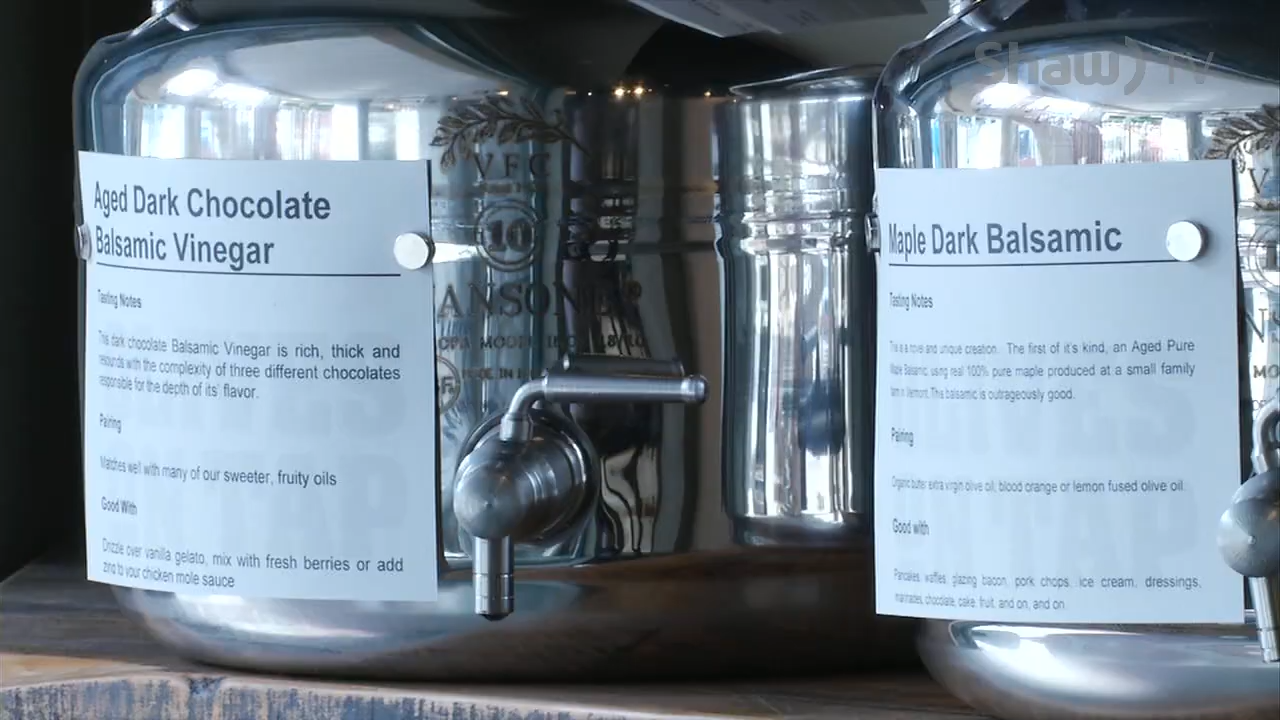 Shaw) TV
Aged Dark Chocolate
Balsamic Vinegar
Tasting Notes
This dark chocolate Balsamic Vinegar is rich, thick and
resounds with the complexity of three different chocolates
responsible for the depth of its' flavor.
Pairing
Matches well with many of our sweeter, fruity oils
Good With
Drizzle over vanilla gelato, mix with fresh berries or add
zing to your chicken mole sauce
VFC
10
ANSON
MADE IN
Maple Dark Balsamic
Tasting Notes
This is a novel and unique creation. The first of it's kind, an Aged Pure
Maple Balsamic using real 100% pure maple produced at a small family
farm in Vermont. This balsamic is outrageously good.
Pairing
Organic butter extra virgin olive oil, blood orange or lemon fused olive oil.
Good with
Pancakes, waffles, glazing bacon, pork chops, ice cream, dressings,
marinades, chocolate, cake, fruit, and on, and on.